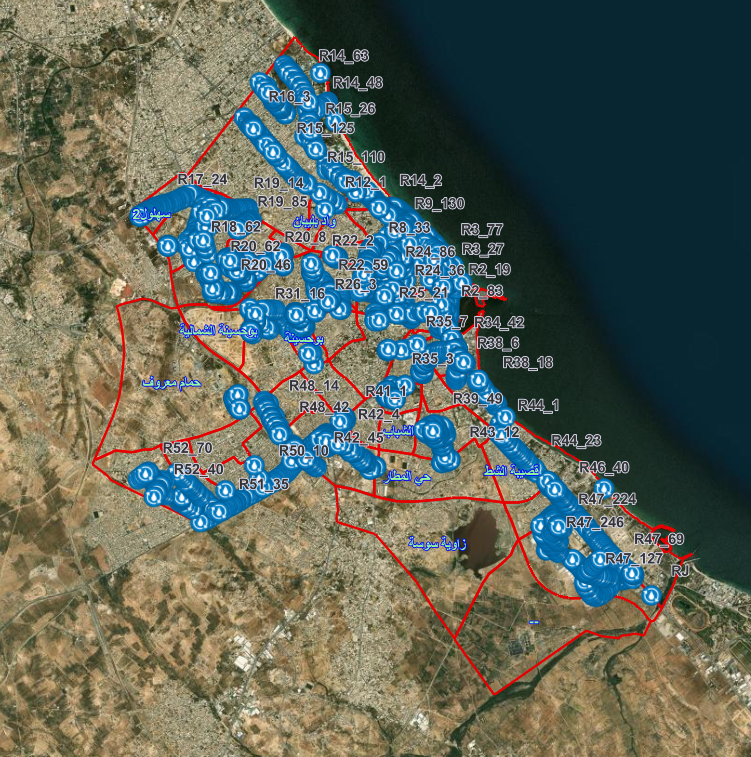 R14_63
R14_48
R16_3
R15_26
R15_125
R15_110
R17_24
R19_14
R12_1
R14_2
R19_85
سهلول2
R9_130
واد بليبان
R18_62
R8_33
R3_77
R20_8
R22_2
R20_62
R24_86
R3_27
R20_46
R22_59
R24_36
R2_19
R26_3
R31_16
R25_21
R2_83
R35_7
R34_42
بوحسينة الشمالية
بوحسينة
R38_6
R35_3
R38_18
حمام معروف
R48_14
R41_1
R39_49
R48_42
R42_4
R44_1
الشباب
R43_12
R42_45
R44_23
R52_70
R50_10
R52_40
حي المطار
قصيبة الشط
R46_40
R51_35
R47_224
R47_246
زاوية سوسة
R47_69
R47_127
RJ
--